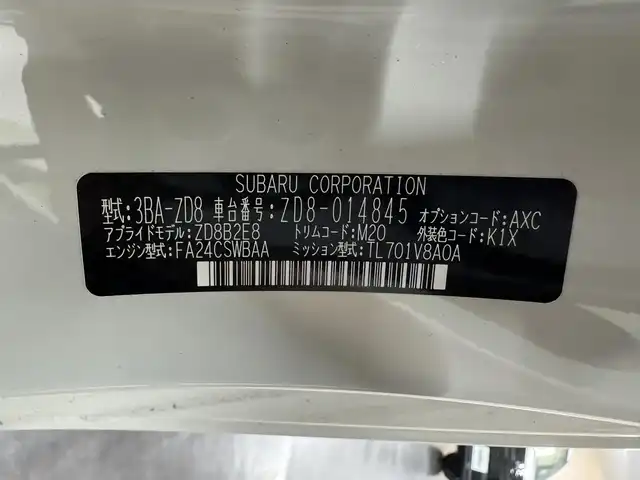 SUBARU CORPORATION
型式:3BA-ZD8 車台番号:ZD8-014845 オプションコード:AXC
アプライドモデル:ZD8B2E8 トリムコード:M20 外装色コード:K1X
エンジン型式:FA24CSWBAA ミッション型式:TL701V8A0A